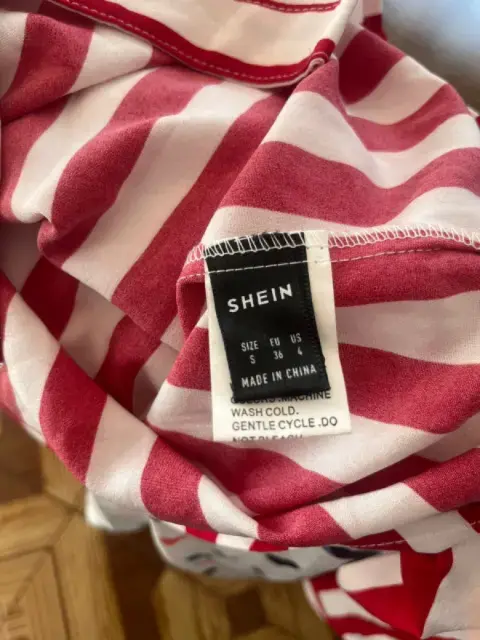 SHEIN
SIZE EU US
S 36 4
MADE IN CHINA
MACHINE
WASH COLD.
GENTLE CYCLE .DO
NOT BLEACH